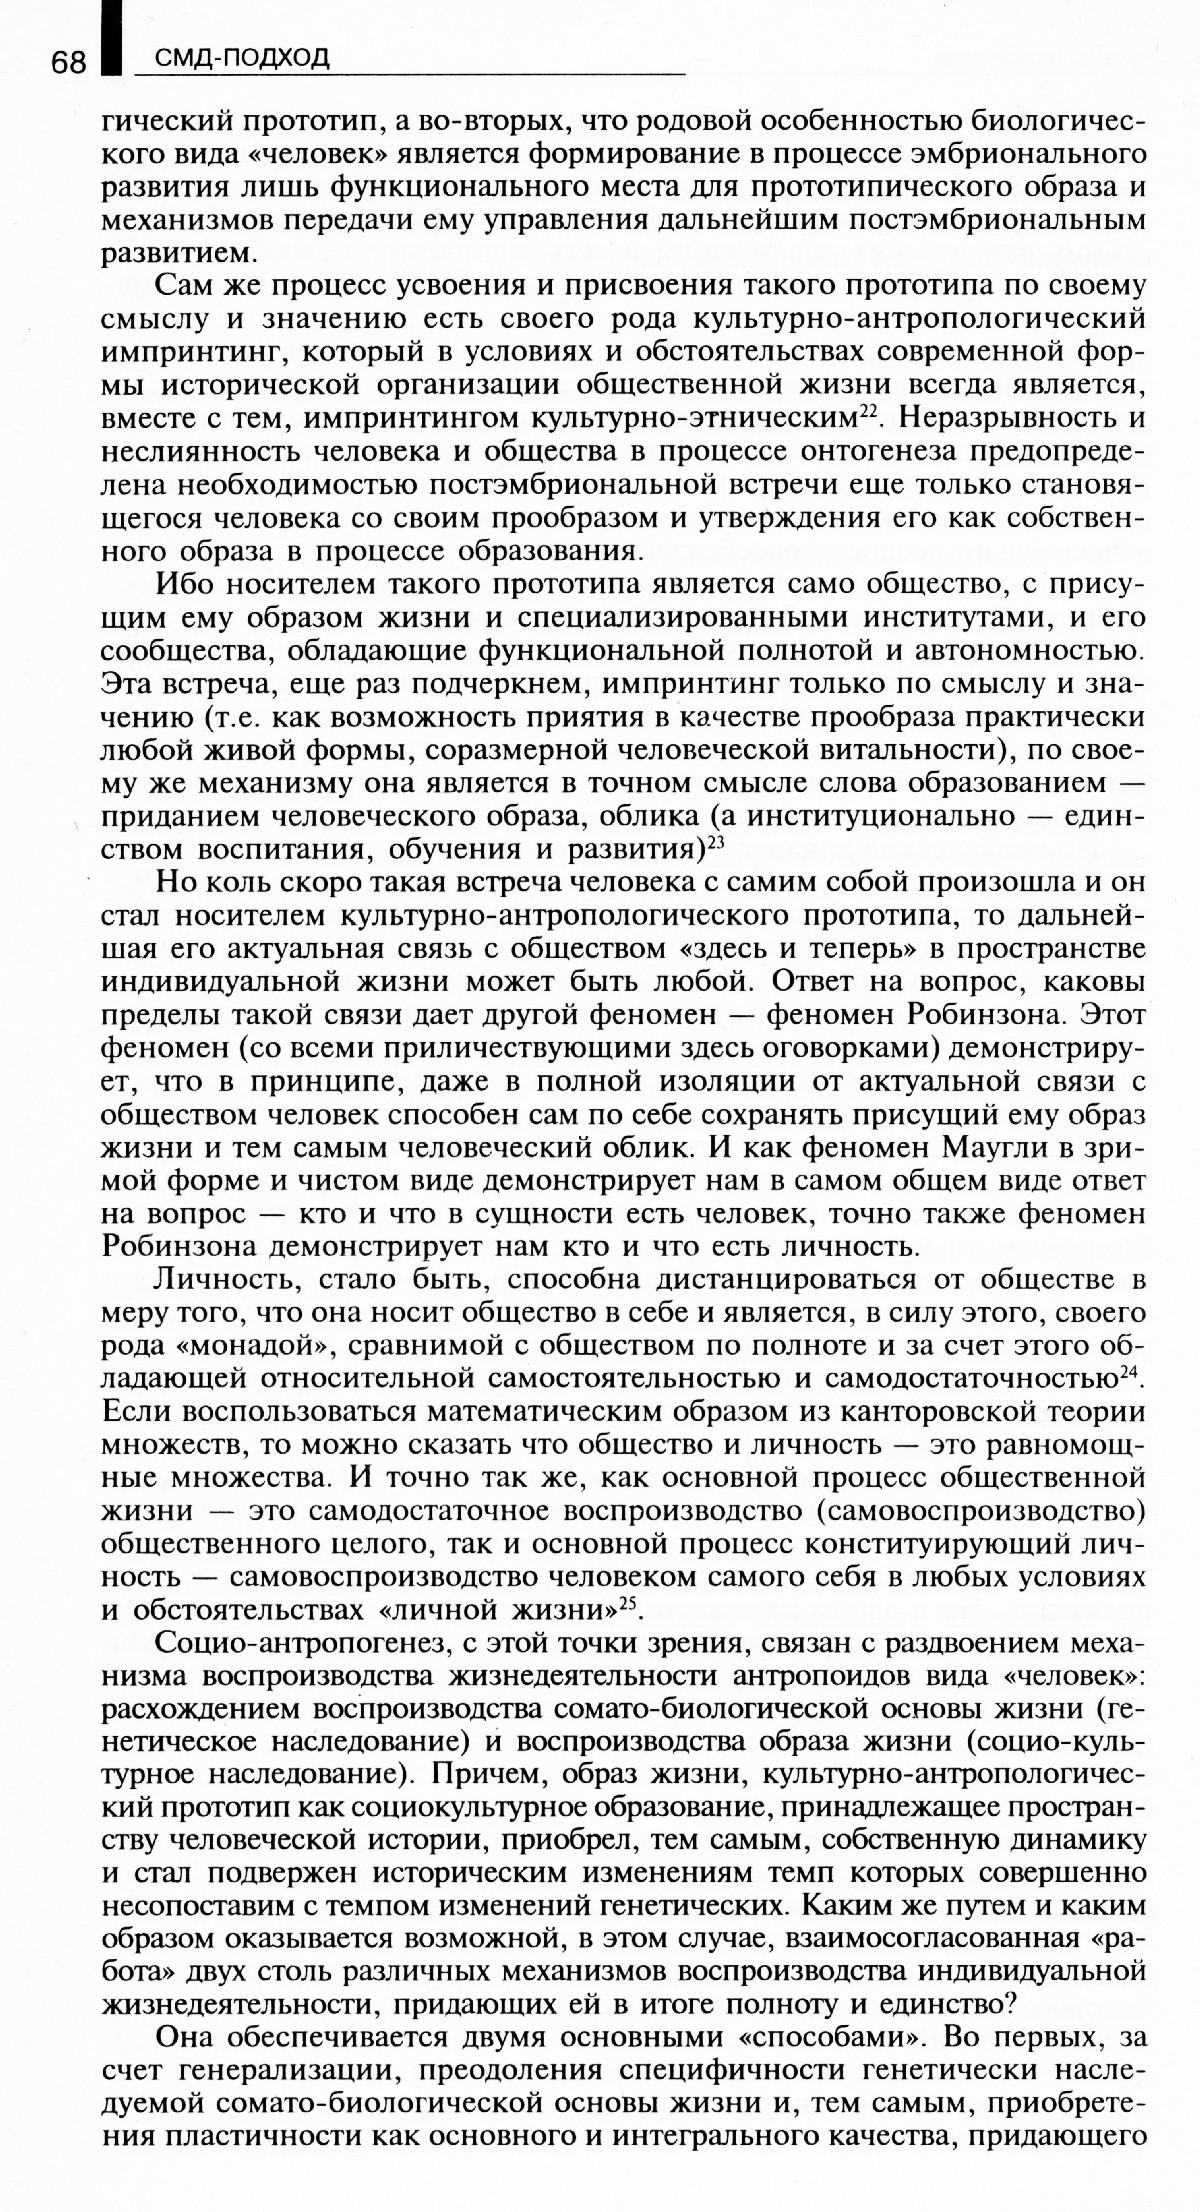 68
СМД-ПОДХОД
гический прототип, а во-вторых, что родовой особенностью биологичес-
кого вида «человек» является формирование в процессе эмбрионального
развития лишь функционального места для прототипического образа и
механизмов передачи ему управления дальнейшим постэмбриональным
развитием.
Сам же процесс усвоения и присвоения такого прототипа по своему
смыслу и значению есть своего рода культурно-антропологический
импринтинг, который в условиях и обстоятельствах современной фор-
мы исторической организации общественной жизни всегда является,
вместе с тем, импринтингом культурно-этническим²². Неразрывность и
неслиянность человека и общества в процессе онтогенеза предопреде-
лена необходимостью постэмбриональной встречи еще только становя-
щегося человека со своим прообразом и утверждения его как собствен-
ного образа в процессе образования.
Ибо носителем такого прототипа является само общество, с прису-
щим ему образом жизни и специализированными институтами, и его
сообщества, обладающие функциональной полнотой и автономностью.
Эта встреча, еще раз подчеркнем, импринтинг только по смыслу и зна-
чению (т.е. как возможность приятия в качестве прообраза практически
любой живой формы, соразмерной человеческой витальности), по свое-
му же механизму она является в точном смысле слова образованием —
приданием человеческого образа, облика (а институционально — един-
ством воспитания, обучения и развития)²³
Но коль скоро такая встреча человека с самим собой произошла и он
стал носителем культурно-антропологического прототипа, то дальней-
шая его актуальная связь с обществом «здесь и теперь» в пространстве
индивидуальной жизни может быть любой. Ответ на вопрос, каковы
пределы такой связи дает другой феномен — феномен Робинзона. Этот
феномен (со всеми приличествующими здесь оговорками) демонстриру-
ет, что в принципе, даже в полной изоляции от актуальной связи с
обществом человек способен сам по себе сохранять присущий ему образ
жизни и тем самым человеческий облик. И как феномен Маугли в зри-
мой форме и чистом виде демонстрирует нам в самом общем виде ответ
на вопрос — кто и что в сущности есть человек, точно также феномен
Робинзона демонстрирует нам кто и что есть личность.
Личность, стало быть, способна дистанцироваться от обществе в
меру того, что она носит общество в себе и является, в силу этого, своего
рода «монадой», сравнимой с обществом по полноте и за счет этого об-
ладающей относительной самостоятельностью и самодостаточностью²⁴.
Если воспользоваться математическим образом из канторовской теории
множеств, то можно сказать что общество и личность — это равномощ-
ные множества. И точно так же, как основной процесс общественной
жизни — это самодостаточное воспроизводство (самовоспроизводство)
общественного целого, так и основной процесс конституирующий лич-
ность — самовоспроизводство человеком самого себя в любых условиях
и обстоятельствах «личной жизни»²⁵.
Социо-антропогенез, с этой точки зрения, связан с раздвоением меха-
низма воспроизводства жизнедеятельности антропоидов вида «человек»:
расхождением воспроизводства сомато-биологической основы жизни (ге-
нетическое наследование) и воспроизводства образа жизни (социо-куль-
турное наследование). Причем, образ жизни, культурно-антропологичес-
кий прототип как социокультурное образование, принадлежащее простран-
ству человеческой истории, приобрел, тем самым, собственную динамику
и стал подвержен историческим изменениям темп которых совершенно
несопоставим с темпом изменений генетических. Каким же путем и каким
образом оказывается возможной, в этом случае, взаимосогласованная «ра-
бота» двух столь различных механизмов воспроизводства индивидуальной
жизнедеятельности, придающих ей в итоге полноту и единство?
Она обеспечивается двумя основными «способами». Во первых, за
счет генерализации, преодоления специфичности генетически насле-
дуемой сомато-биологической основы жизни и, тем самым, приобрете-
ния пластичности как основного и интегрального качества, придающего